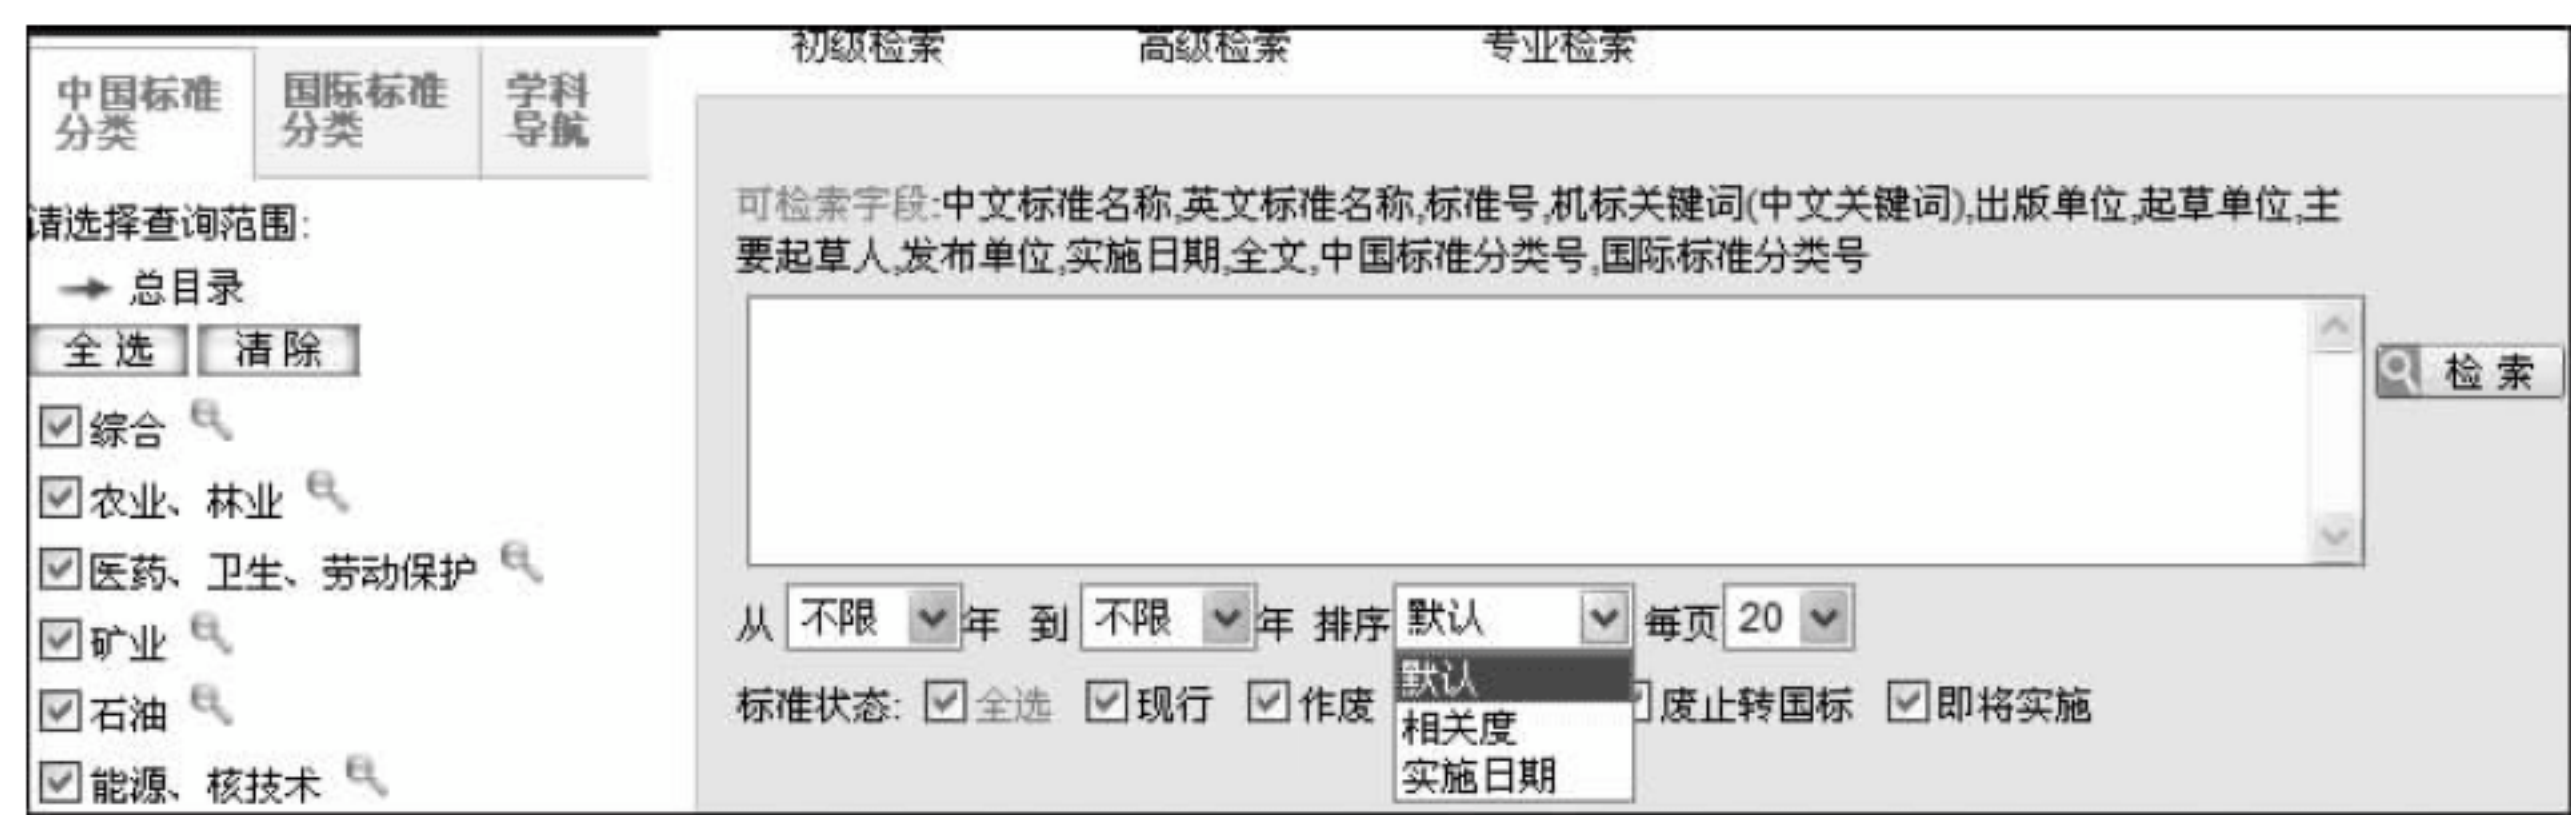 初级检索 高级检索 专业检索
中国标准分类 国际标准分类 学科导航
请选择查询范围:
总目录
全选 清除
综合
农业、林业
医药、卫生、劳动保护
矿业
石油
能源、核技术
可检索字段:中文标准名称,英文标准名称,标准号,机标关键词(中文关键词),出版单位,起草单位,主
要起草人,发布单位,实施日期,全文,中国标准分类号,国际标准分类号
检索
从 不限 年 到 不限 年 排序 默认 每页 20
标准状态: 全选 现行 作废 废止转国标 即将实施
默认
相关度
实施日期